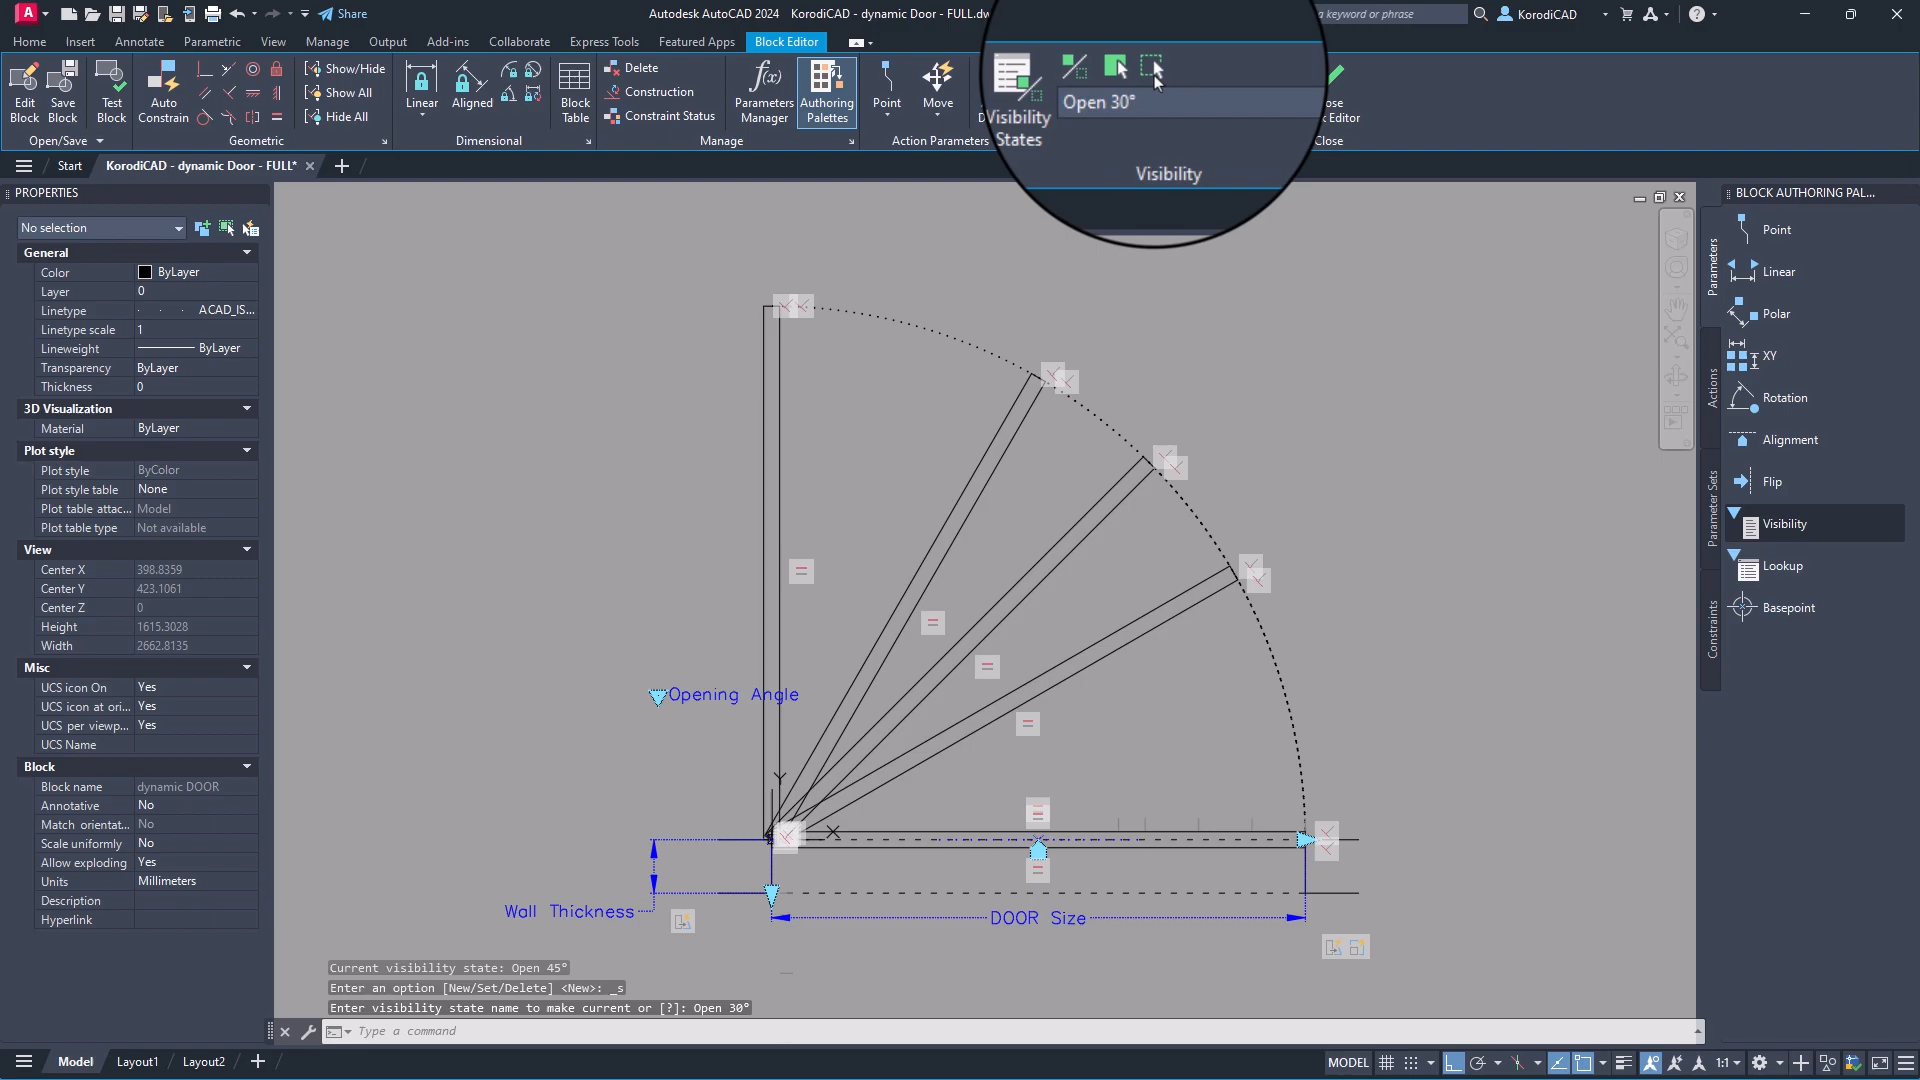 Share
Autodesk AutoCAD 2024 KorodiCAD - dynamic Door - FULL.dw
a keyword or phrase
KorodiCAD
Home Insert Annotate Parametric View Manage Output Add-ins Collaborate Express Tools Featured Apps Block Editor
Edit Block
Save Block
Test Block
Open/Save
Auto Constrain
Show/Hide
Show All
Hide All
Geometric
Linear
Aligned
Dimensional
Block Table
Delete
Construction
Constraint Status
Manage
f(x)
Parameters Manager
Authoring Palettes
Point
Move
Action Parameters
Visibility States
Open 30°
Visibility
Close
Start
KorodiCAD - dynamic Door - FULL*
PROPERTIES
No selection
General
Color ByLayer
Layer 0
Linetype ACAD_IS...
Linetype scale 1
Lineweight ByLayer
Transparency ByLayer
Thickness 0
3D Visualization
Material ByLayer
Plot style
Plot style ByColor
Plot style table None
Plot table attac... Model
Plot table type Not available
View
Center X 398.8359
Center Y 423.1061
Center Z 0
Height 1615.3028
Width 2662.8135
Misc
UCS icon On Yes
UCS icon at ori... Yes
UCS per viewp... Yes
UCS Name
Block
Block name dynamic DOOR
Annotative No
Match orientat... No
Scale uniformly No
Allow exploding Yes
Units Millimeters
Description
Hyperlink
Opening Angle
Y
X
Wall Thickness
DOOR Size
Current visibility state: Open 45°
Enter an option [New/Set/Delete] <New>: _s
Enter visibility state name to make current or [?]: Open 30°
Type a command
BLOCK AUTHORING PAL...
Parameters
Actions
Parameter Sets
Constraints
Point
Linear
Polar
XY
Rotation
Alignment
Flip
Visibility
Lookup
Basepoint
Model Layout1 Layout2
MODEL
1:1